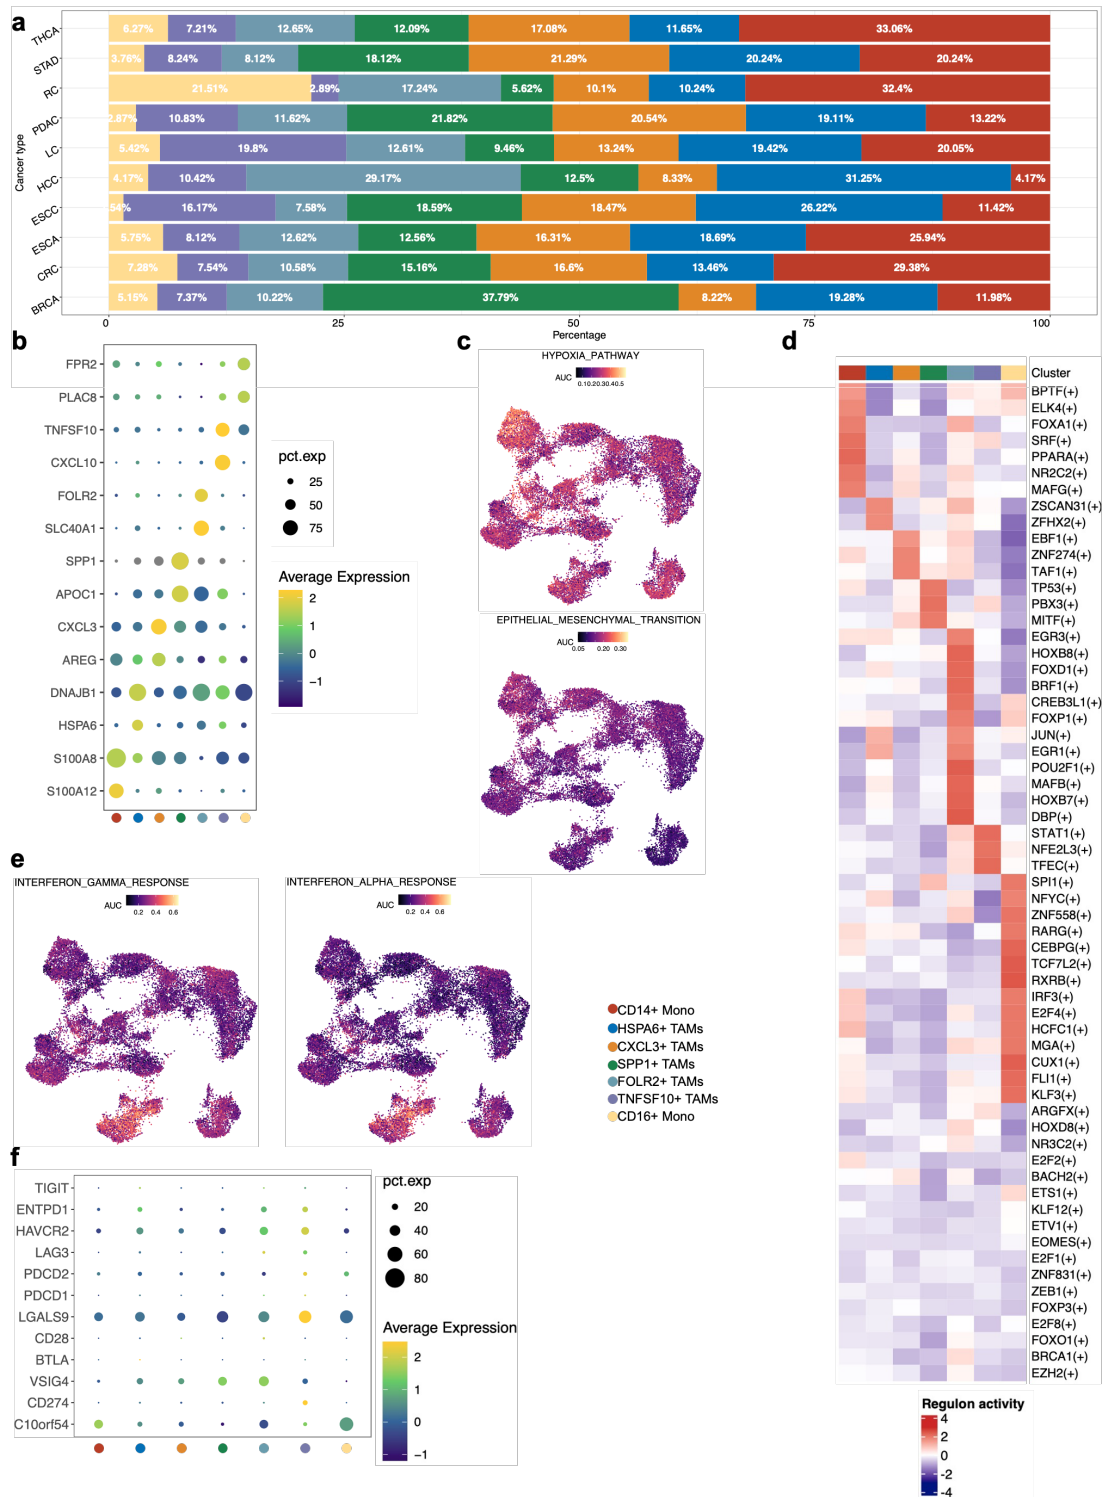 a
Cancer type
THCA 6.27% 7.21% 12.65% 12.09% 17.08% 11.65% 33.06%
STAD 3.76% 8.24% 8.12% 18.12% 21.29% 20.24% 20.24%
RC 21.51% 2.89% 17.24% 5.62% 10.1% 10.24% 32.4%
PDAC 2.87% 10.83% 11.62% 21.82% 20.54% 19.11% 13.22%
LC 5.42% 19.8% 12.61% 9.46% 13.24% 19.42% 20.05%
HCC 4.17% 10.42% 29.17% 12.5% 8.33% 31.25% 4.17%
ESCC .54% 16.17% 7.58% 18.59% 18.47% 26.22% 11.42%
ESCA 5.75% 8.12% 12.62% 12.56% 16.31% 18.69% 25.94%
CRC 7.28% 7.54% 10.58% 15.16% 16.6% 13.46% 29.38%
BRCA 5.15% 7.37% 10.22% 37.79% 8.22% 19.28% 11.98%
0 25 50 75 100
Percentage
b
FPR2
PLAC8
TNFSF10
CXCL10
FOLR2
SLC40A1
SPP1
APOC1
CXCL3
AREG
DNAJB1
HSPA6
S100A8
S100A12
pct.exp
25
50
75
Average Expression
2
1
0
−1
c
HYPOXIA_PATHWAY
AUC
0.10.20.30.40.5
EPITHELIAL_MESENCHYMAL_TRANSITION
AUC
0.05 0.20 0.30
d
Cluster
BPTF(+)
ELK4(+)
FOXA1(+)
SRF(+)
PPARA(+)
NR2C2(+)
MAFG(+)
ZSCAN31(+)
ZFHX2(+)
EBF1(+)
ZNF274(+)
TAF1(+)
TP53(+)
PBX3(+)
MITF(+)
EGR3(+)
HOXB8(+)
FOXD1(+)
BRF1(+)
CREB3L1(+)
FOXP1(+)
JUN(+)
EGR1(+)
POU2F1(+)
MAFB(+)
HOXB7(+)
DBP(+)
STAT1(+)
NFE2L3(+)
TFEC(+)
SPI1(+)
NFYC(+)
ZNF558(+)
RARG(+)
CEBPG(+)
TCF7L2(+)
RXRB(+)
IRF3(+)
E2F4(+)
HCFC1(+)
MGA(+)
CUX1(+)
FLI1(+)
KLF3(+)
ARGFX(+)
HOXD8(+)
NR3C2(+)
E2F2(+)
BACH2(+)
ETS1(+)
KLF12(+)
ETV1(+)
EOMES(+)
E2F1(+)
ZNF831(+)
ZEB1(+)
FOXP3(+)
E2F8(+)
FOXO1(+)
BRCA1(+)
EZH2(+)
Regulon activity
4
2
0
-2
-4
e
INTERFERON_GAMMA_RESPONSE
AUC
0.2 0.4 0.6
INTERFERON_ALPHA_RESPONSE
AUC
0.2 0.4 0.6
CD14+ Mono
HSPA6+ TAMs
CXCL3+ TAMs
SPP1+ TAMs
FOLR2+ TAMs
TNFSF10+ TAMs
CD16+ Mono
f
TIGIT
ENTPD1
HAVCR2
LAG3
PDCD2
PDCD1
LGALS9
CD28
BTLA
VSIG4
CD274
C10orf54
pct.exp
20
40
60
80
Average Expression
2
1
0
−1